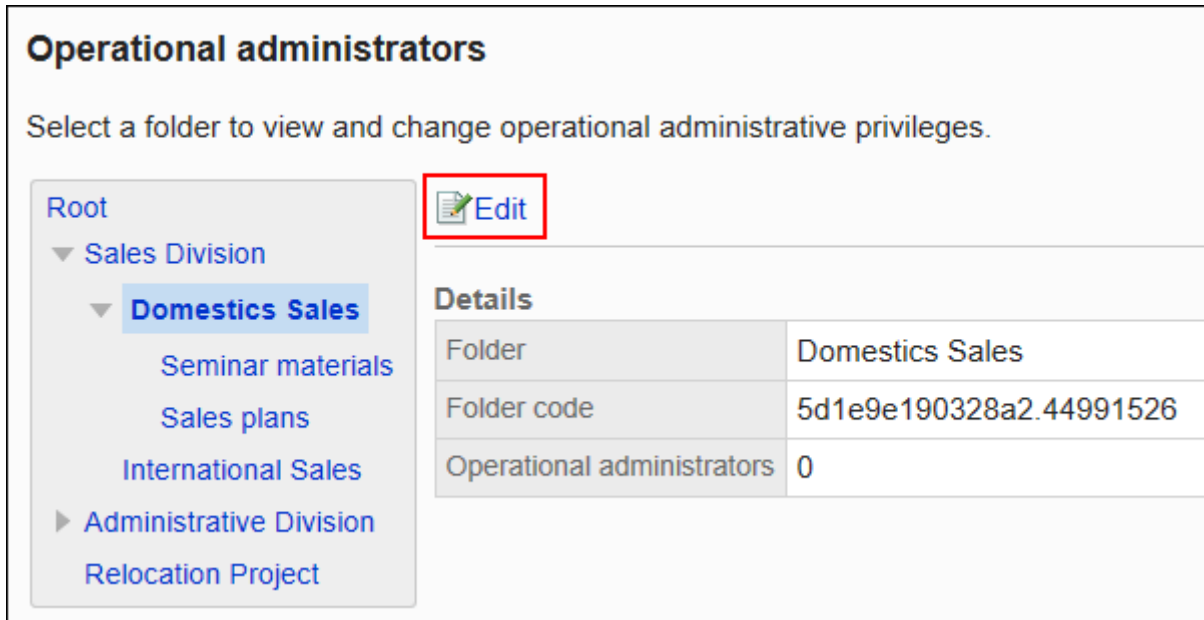 Operational administrators
Select a folder to view and change operational administrative privileges.
Root
Sales Division
Domestics Sales
Seminar materials
Sales plans
International Sales
Administrative Division
Relocation Project
Edit
Details
Folder Domestics Sales
Folder code 5d1e9e190328a2.44991526
Operational administrators 0